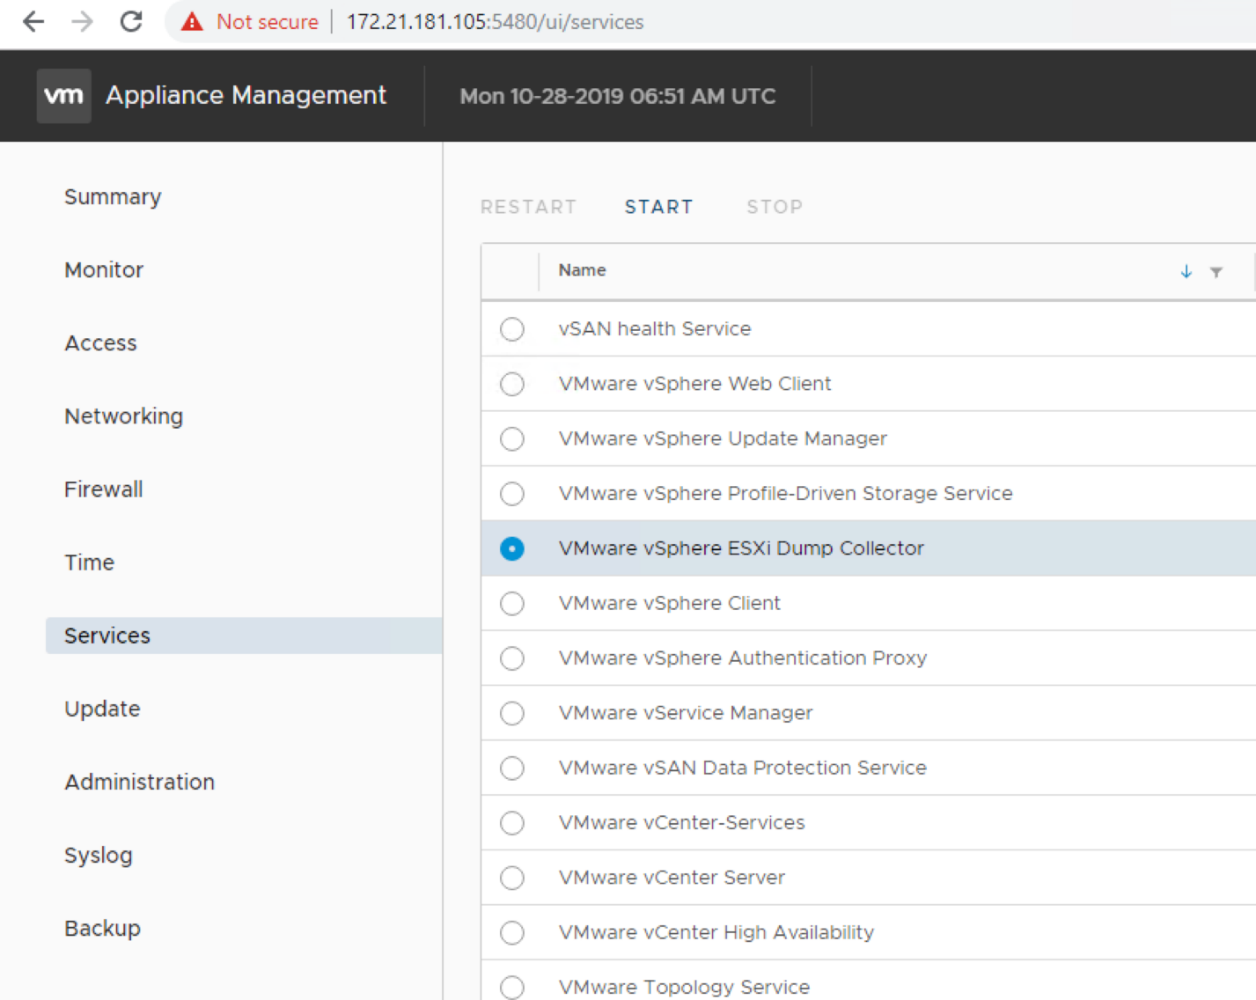 Not secure 172.21.181.105:5480/ui/services
vm Appliance Management Mon 10-28-2019 06:51 AM UTC
Summary
Monitor
Access
Networking
Firewall
Time
Services
Update
Administration
Syslog
Backup
RESTART START STOP
Name
vSAN health Service
VMware vSphere Web Client
VMware vSphere Update Manager
VMware vSphere Profile-Driven Storage Service
VMware vSphere ESXi Dump Collector
VMware vSphere Client
VMware vSphere Authentication Proxy
VMware vService Manager
VMware vSAN Data Protection Service
VMware vCenter-Services
VMware vCenter Server
VMware vCenter High Availability
VMware Topology Service